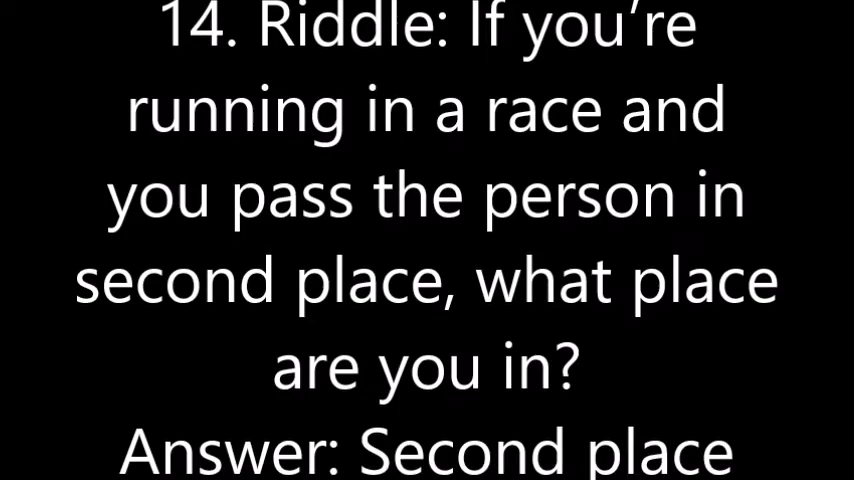 14. Riddle: If you’re
running in a race and
you pass the person in
second place, what place
are you in?
Answer: Second place